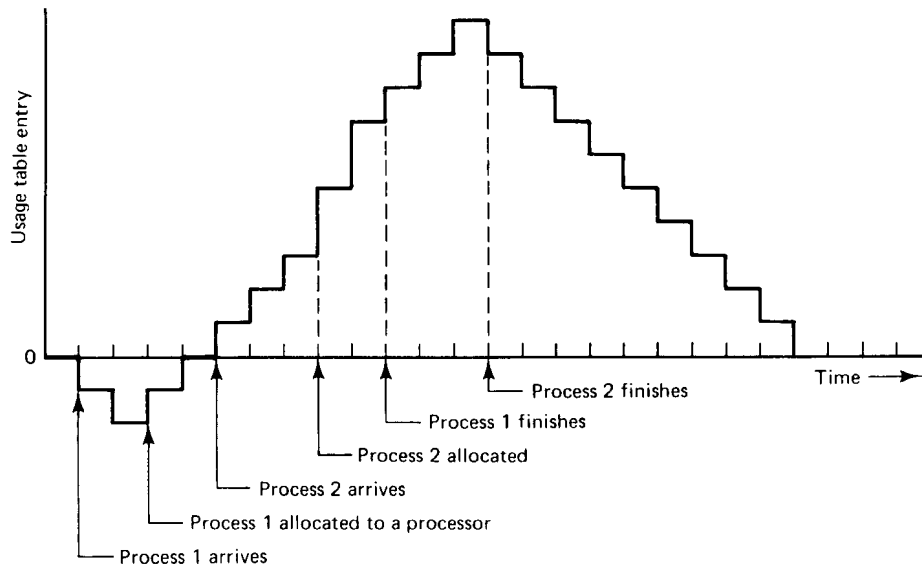 Usage table entry
0
Time
Process 2 finishes
Process 1 finishes
Process 2 allocated
Process 2 arrives
Process 1 allocated to a processor
Process 1 arrives